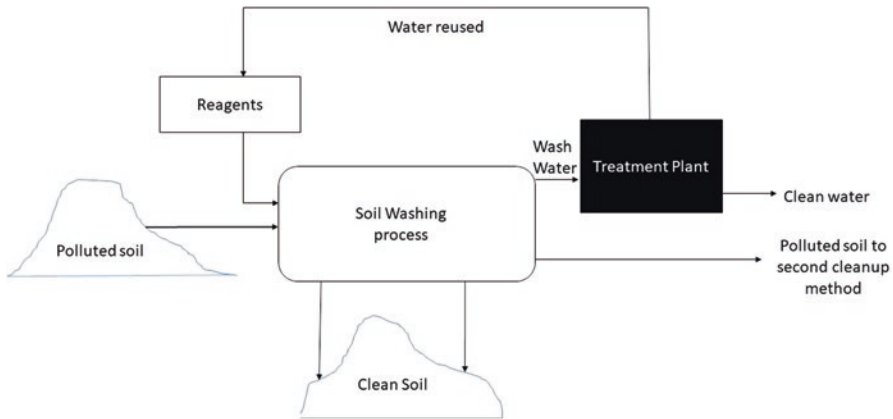 Water reused
Reagents
Wash
Water
Treatment Plant
Clean water
Soil Washing
process
Polluted soil
Polluted soil to
second cleanup
method
Clean Soil